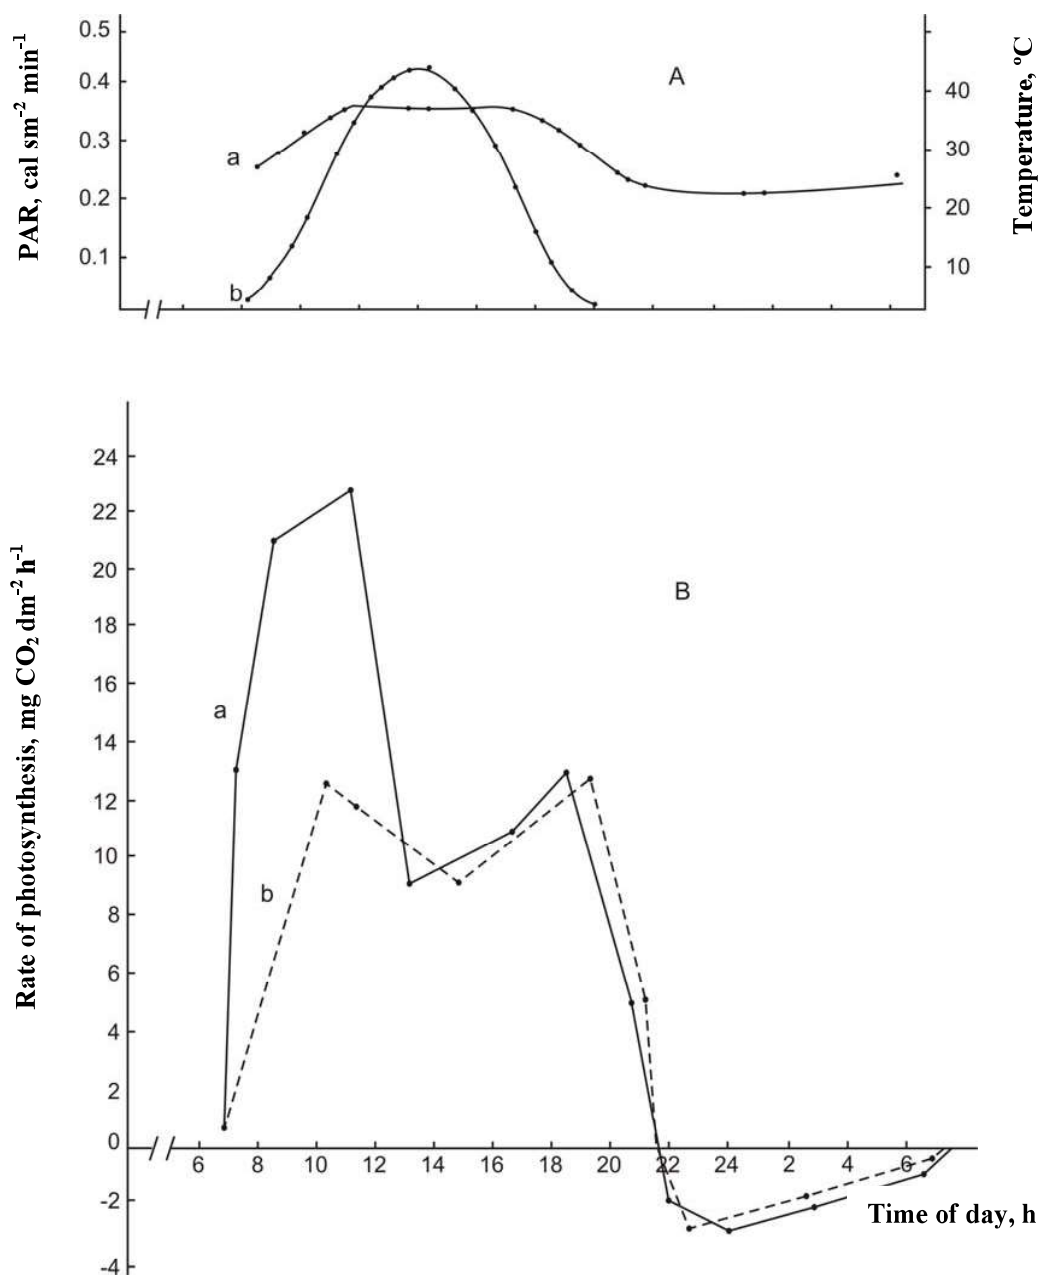 PAR, cal sm⁻² min⁻¹
0.5
0.4
0.3
0.2
0.1
a
b
A
40
30
20
10
Temperature, ºC
Rate of photosynthesis, mg CO₂ dm⁻² h⁻¹
24
22
20
18
16
14
12
10
8
6
4
2
0
-2
-4
a
b
B
6 8 10 12 14 16 18 20 22 24 2 4 6
Time of day, h